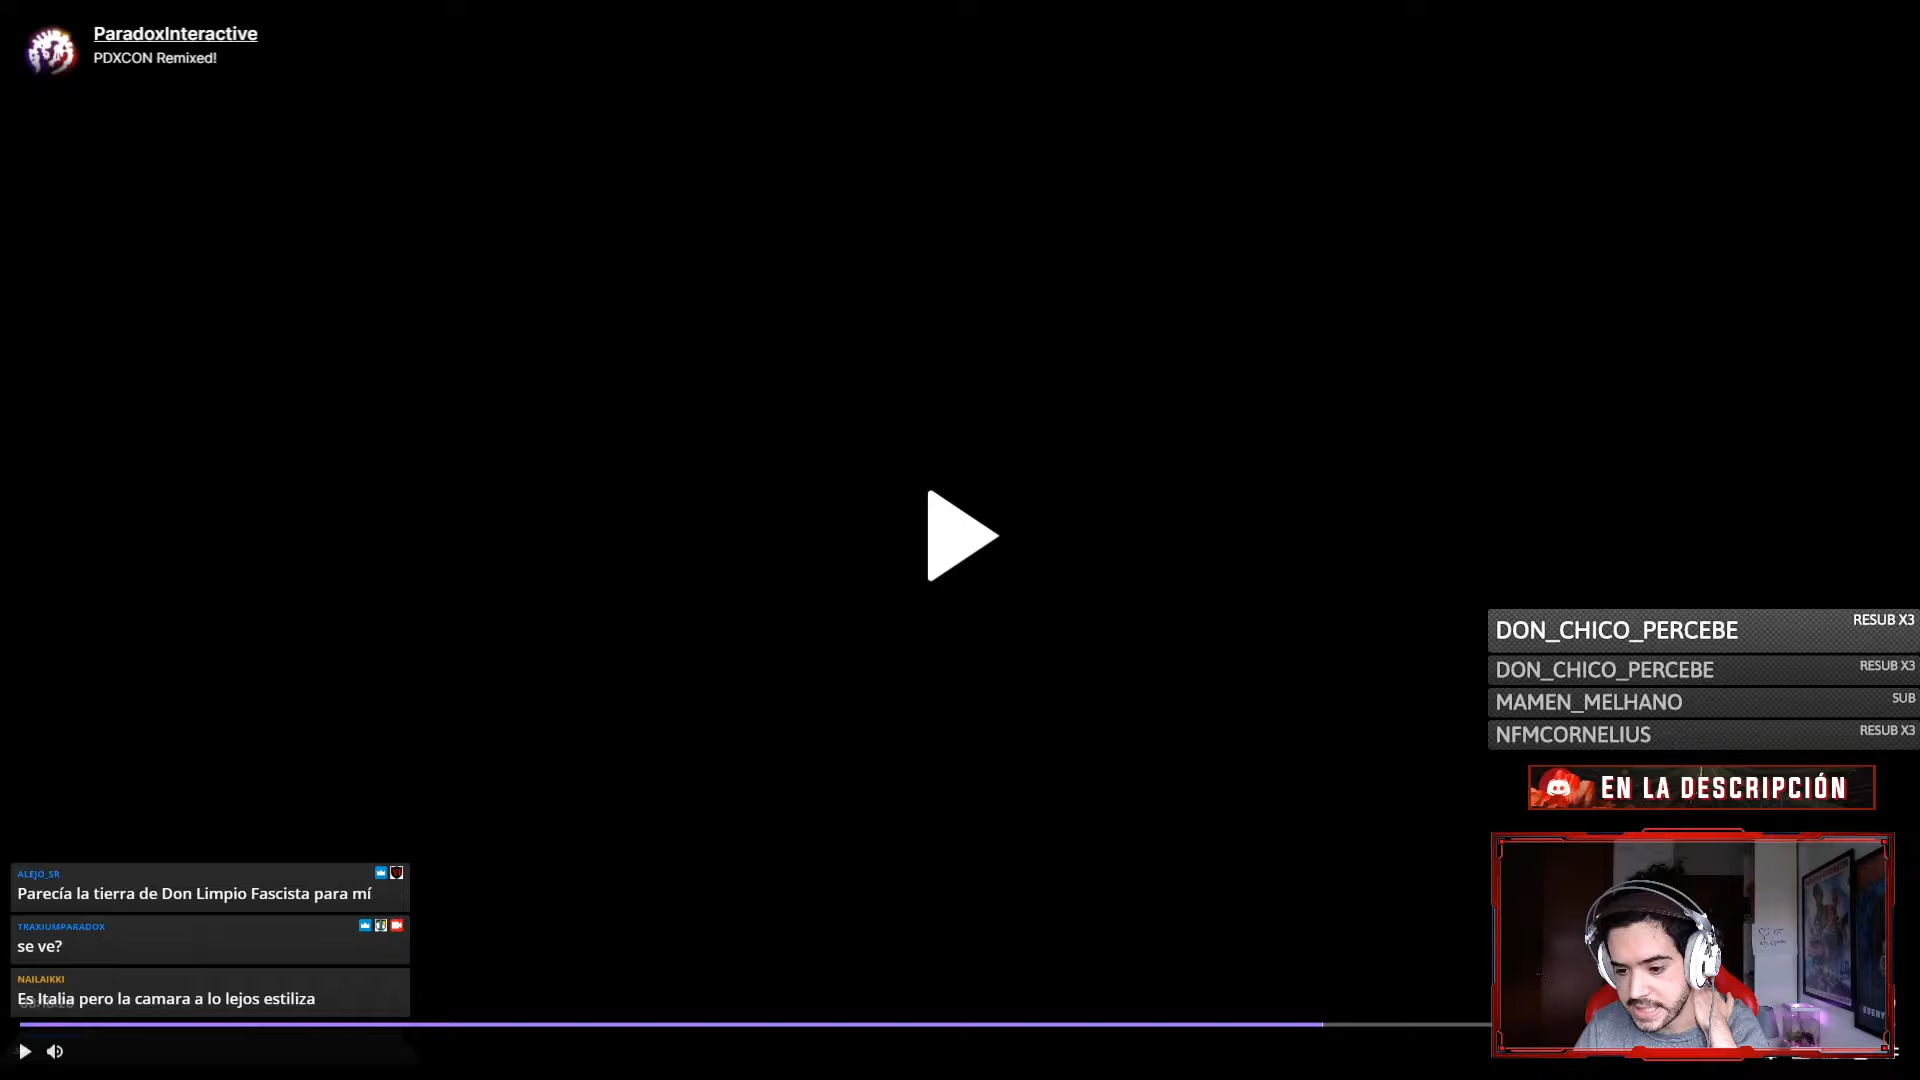 ParadoxInteractive
PDXCON Remixed!
DON_CHICO_PERCEBE RESUB X3
DON_CHICO_PERCEBE RESUB X3
MAMEN_MELHANO SUB
NFMCORNELIUS RESUB X3
EN LA DESCRIPCIÓN
ALEJO_SR
Parecía la tierra de Don Limpio Fascista para mí
TRAXIUMPARADOX
se ve?
NAILAIKKI
Es Italia pero la camara a lo lejos estiliza
EVERY